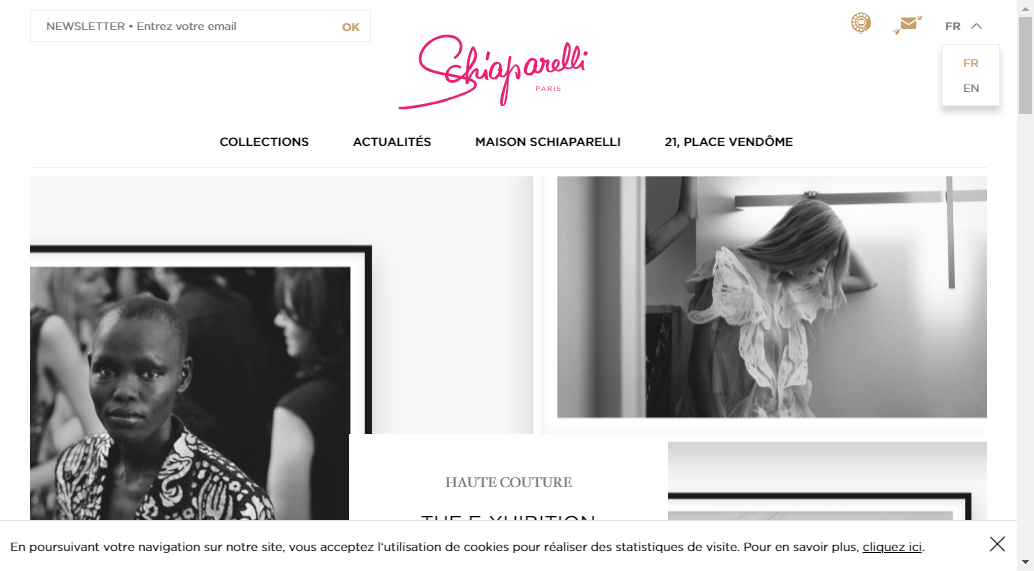 NEWSLETTER • Entrez votre email
OK
FR
FR
EN
Schiaparelli
PARIS
COLLECTIONS
ACTUALITÉS
MAISON SCHIAPARELLI
21, PLACE VENDÔME
HAUTE COUTURE
THE E-XHIBITION
En poursuivant votre navigation sur notre site, vous acceptez l'utilisation de cookies pour réaliser des statistiques de visite. Pour en savoir plus, cliquez ici.